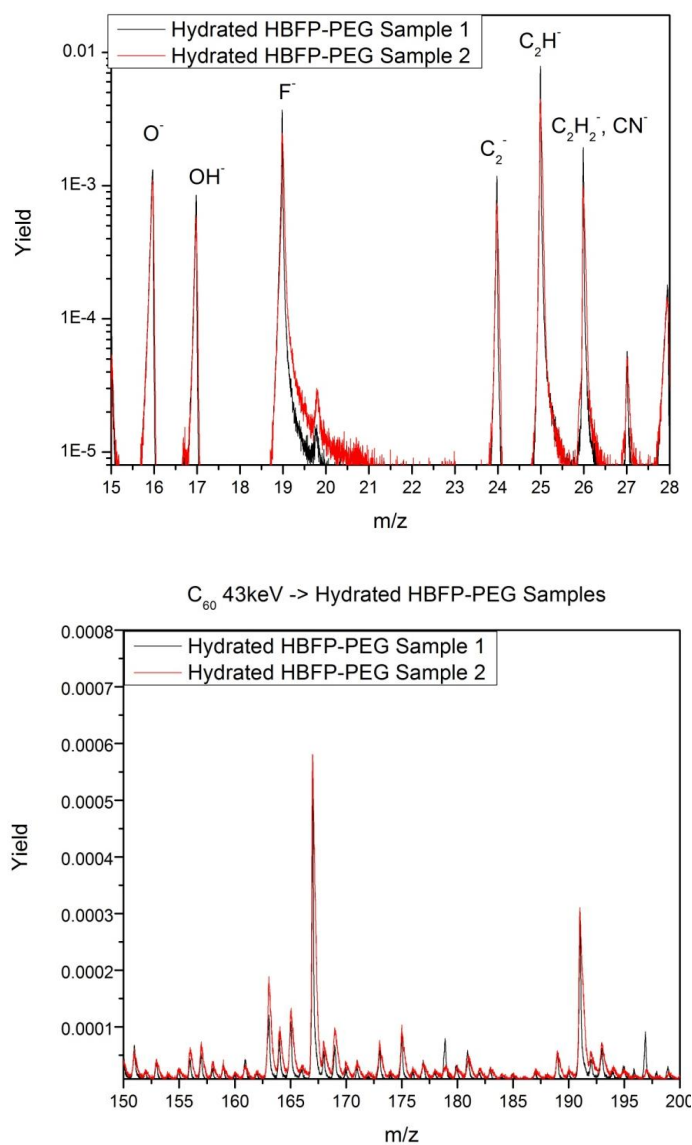 Hydrated HBFP-PEG Sample 1
Hydrated HBFP-PEG Sample 2
C₂H⁻
0.01
F⁻
O⁻
C₂H₂⁻, CN⁻
C₂⁻
OH⁻
1E-3
Yield
1E-4
1E-5
15 16 17 18 19 20 21 22 23 24 25 26 27 28
m/z
C₆₀ 43keV -> Hydrated HBFP-PEG Samples
0.0008
Hydrated HBFP-PEG Sample 1
Hydrated HBFP-PEG Sample 2
0.0007
0.0006
0.0005
Yield
0.0004
0.0003
0.0002
0.0001
150 155 160 165 170 175 180 185 190 195 200
m/z